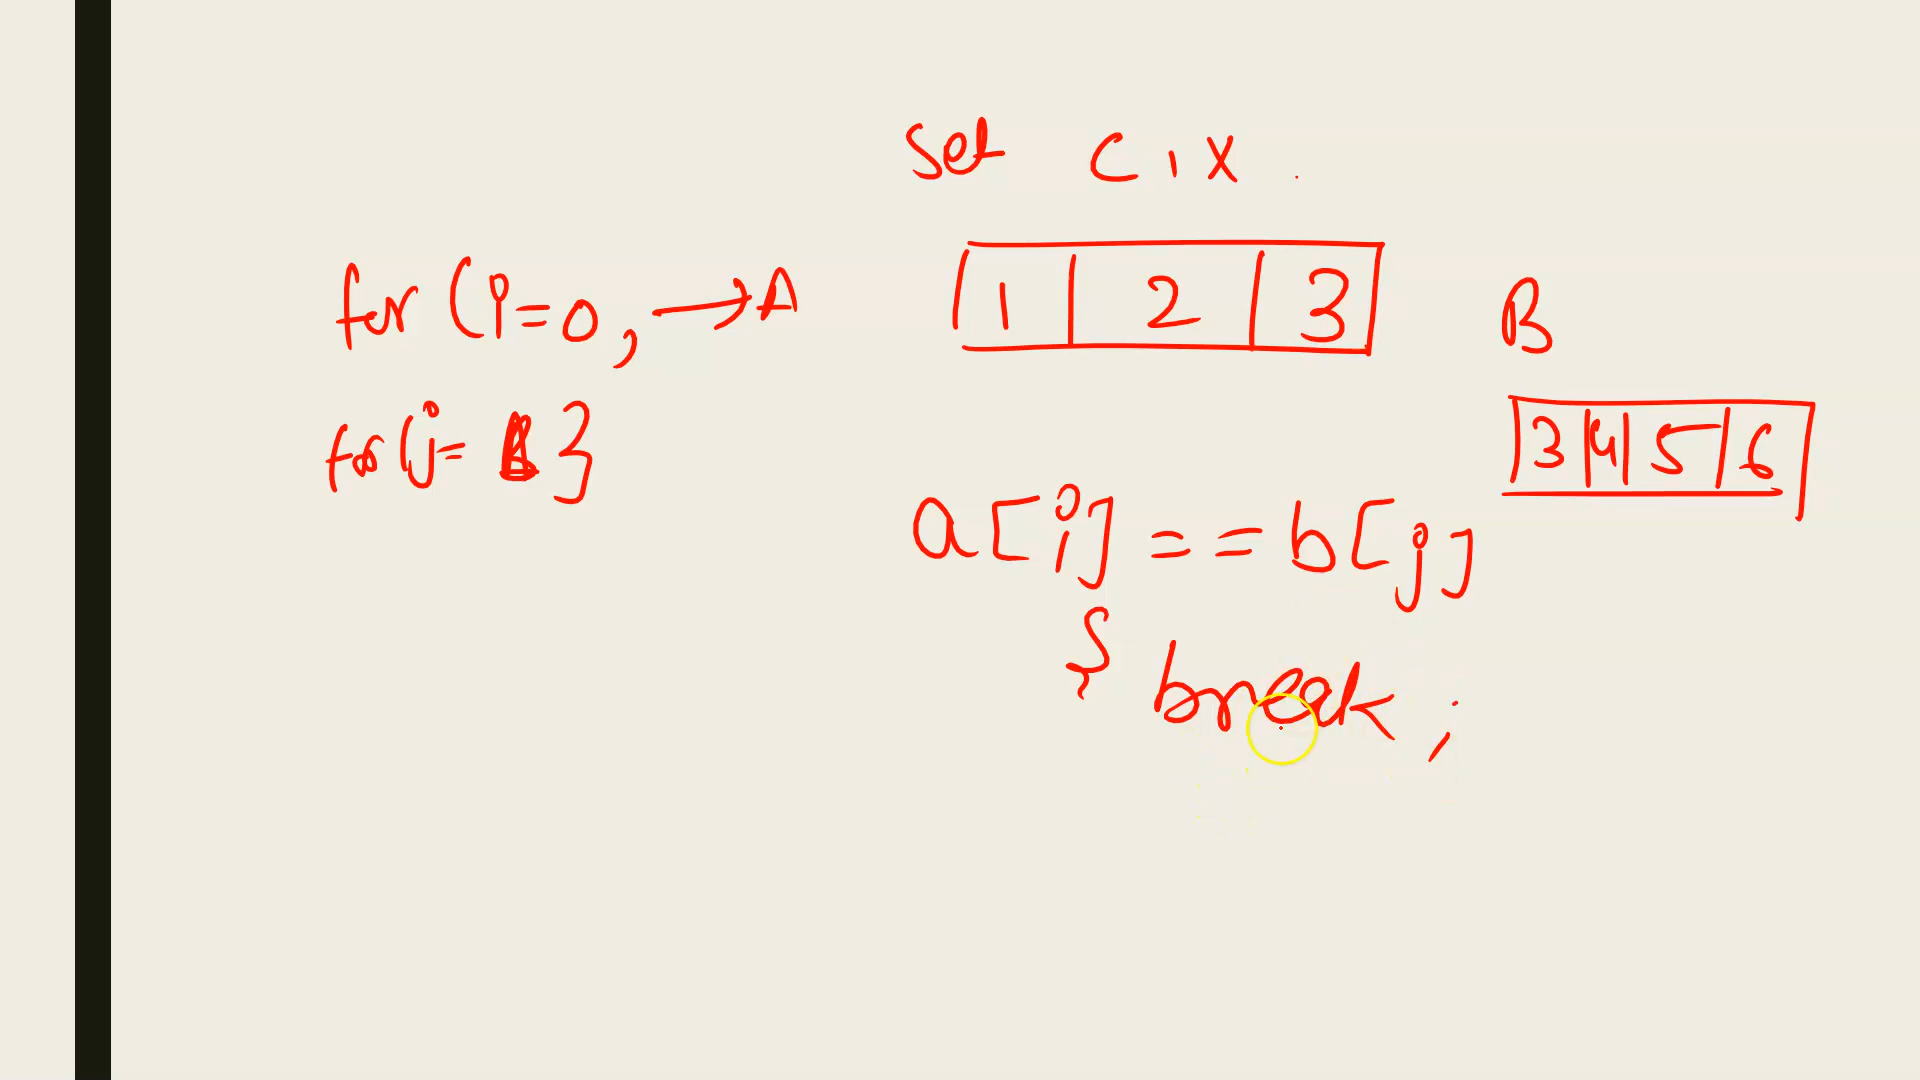 Set C, X.
for (i=0, → A
1 2 3
B
for (j= }
3 4 5 6
a[i] == b[j]
{
break;